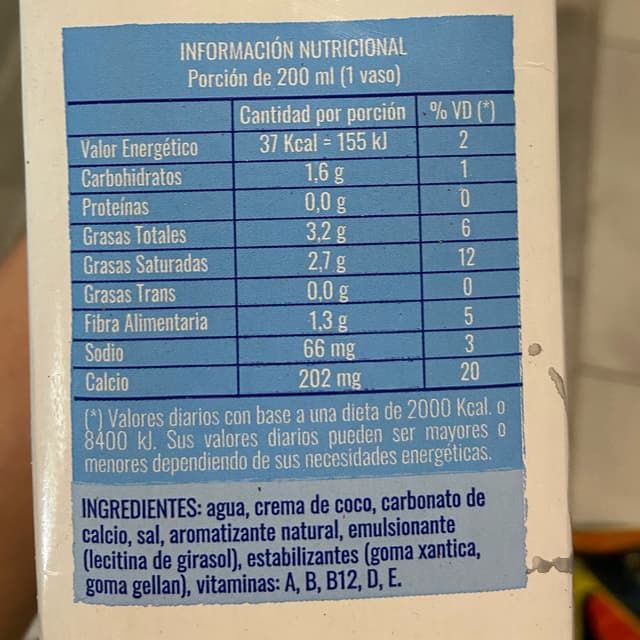 INFORMACIÓN NUTRICIONAL
Porción de 200 ml (1 vaso)
Cantidad por porción % VD (*)
Valor Energético 37 Kcal = 155 kJ 2
Carbohidratos 1,6 g 1
Proteínas 0,0 g 0
Grasas Totales 3,2 g 6
Grasas Saturadas 2,7 g 12
Grasas Trans 0,0 g 0
Fibra Alimentaria 1,3 g 5
Sodio 66 mg 3
Calcio 202 mg 20
(*) Valores diarios con base a una dieta de 2000 Kcal. o
8400 kJ. Sus valores diarios pueden ser mayores o
menores dependiendo de sus necesidades energéticas.
INGREDIENTES: agua, crema de coco, carbonato de
calcio, sal, aromatizante natural, emulsionante
(lecitina de girasol), estabilizantes (goma xantica,
goma gellan), vitaminas: A, B, B12, D, E.